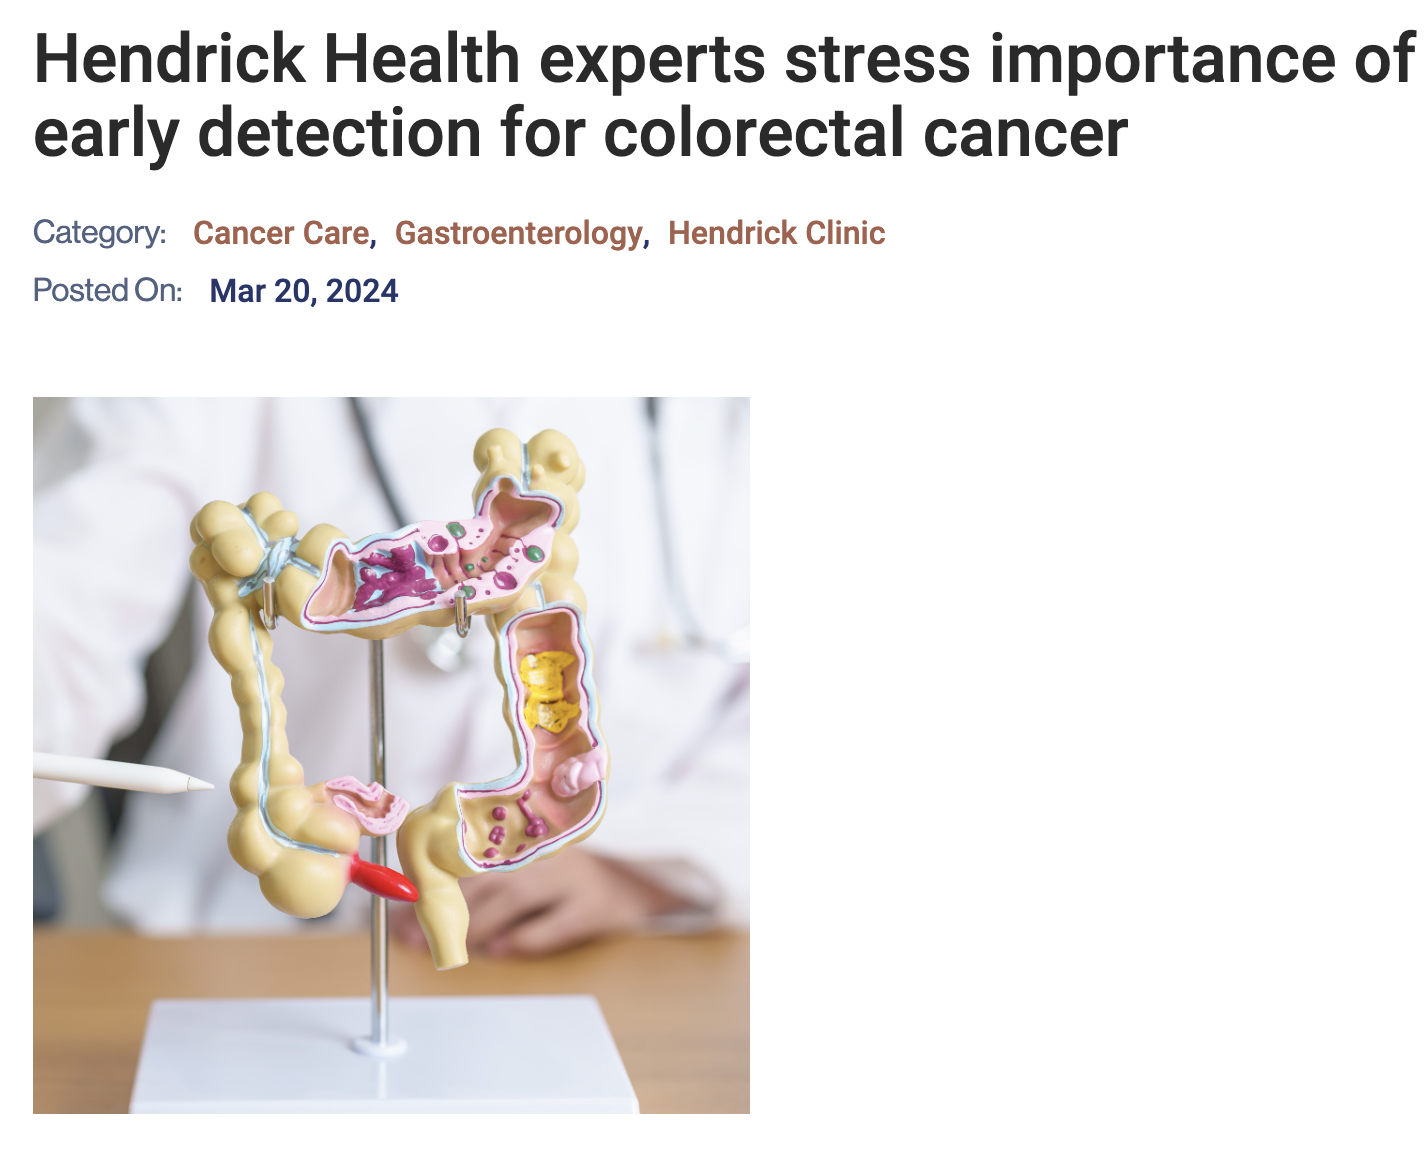 Hendrick Health experts stress importance of
early detection for colorectal cancer
Category: Cancer Care, Gastroenterology, Hendrick Clinic
Posted On: Mar 20, 2024